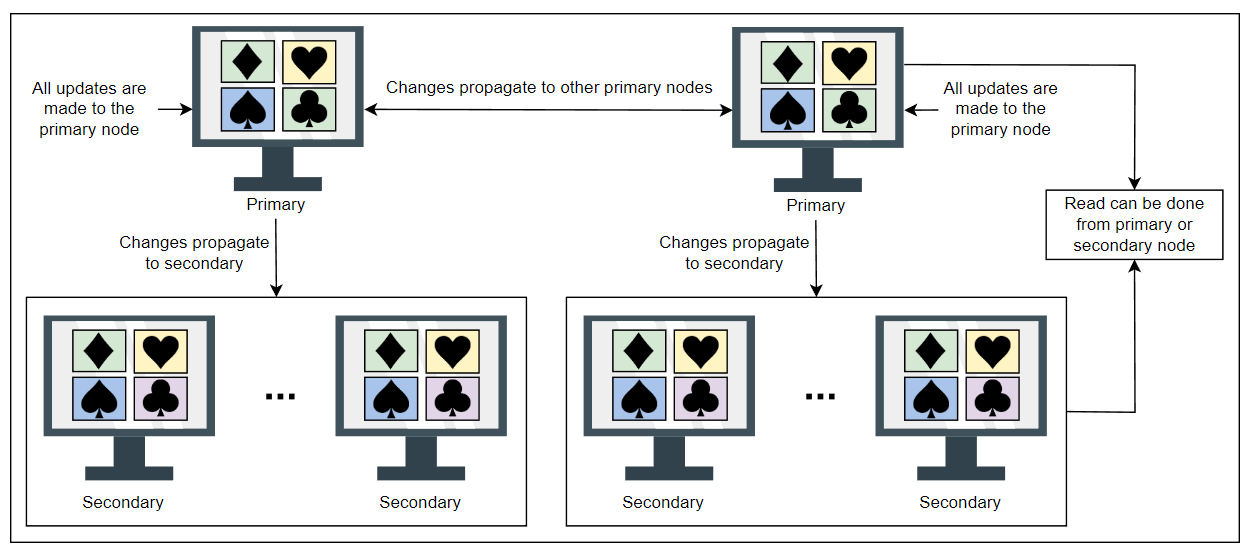 All updates are
made to the
primary node
Changes propagate to other primary nodes
All updates are
made to the
primary node
Primary
Primary
Read can be done
from primary or
secondary node
Changes propagate
to secondary
Changes propagate
to secondary
...
...
Secondary
Secondary
Secondary
Secondary